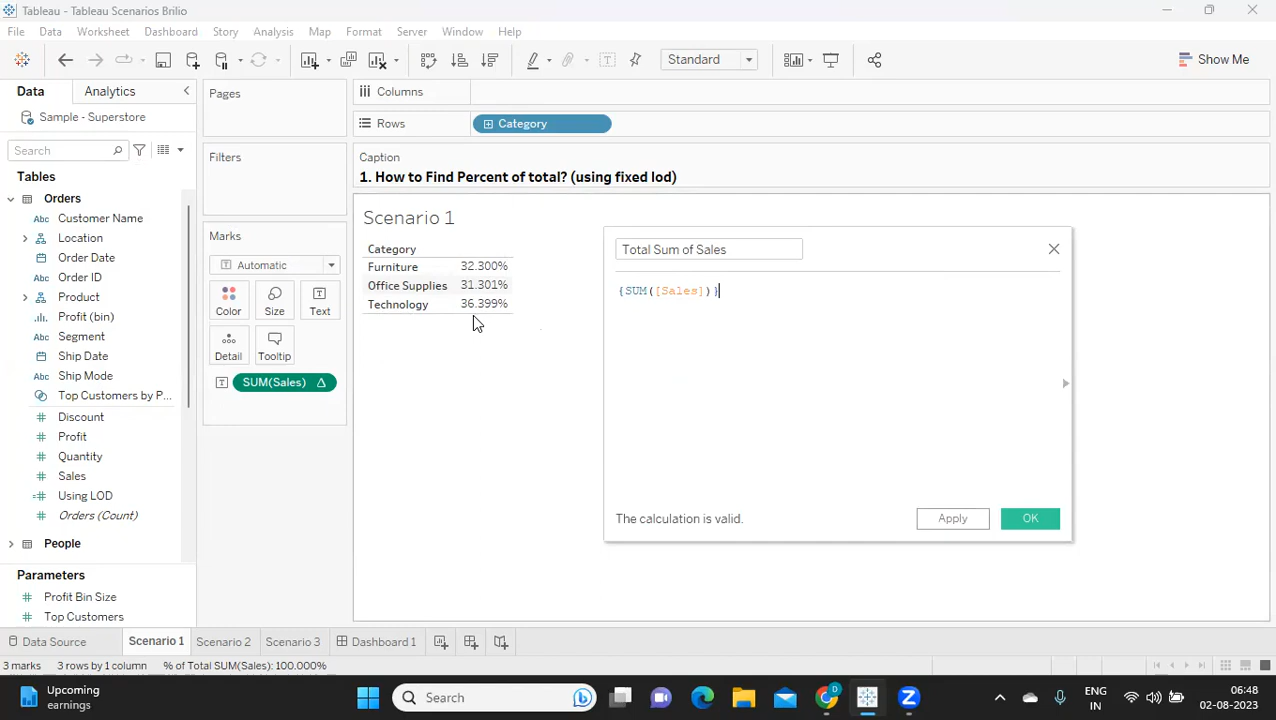 Tableau - Tableau Scenarios Brilio
File Data Worksheet Dashboard Story Analysis Map Format Server Window Help
Standard
Show Me
Data Analytics
Sample - Superstore
Search
Tables
Orders
Abc Customer Name
Location
Order Date
Abc Order ID
Product
Profit (bin)
Abc Segment
Ship Date
Abc Ship Mode
Top Customers by P...
Discount
Profit
Quantity
Sales
Using LOD
Orders (Count)
People
Parameters
Profit Bin Size
Top Customers
Pages
Filters
Marks
Automatic
Color Size Text
Detail Tooltip
SUM(Sales)
Columns
Rows
Category
Caption
1. How to Find Percent of total? (using fixed lod)
Scenario 1
Category
Furniture 32.300%
Office Supplies 31.301%
Technology 36.399%
Total Sum of Sales
{SUM([Sales])}
The calculation is valid.
Apply
OK
Data Source Scenario 1 Scenario 2 Scenario 3 Dashboard 1
3 marks 3 rows by 1 column % of Total SUM(Sales): 100.000%
Upcoming
earnings
Search
ENG
IN
06:48
02-08-2023